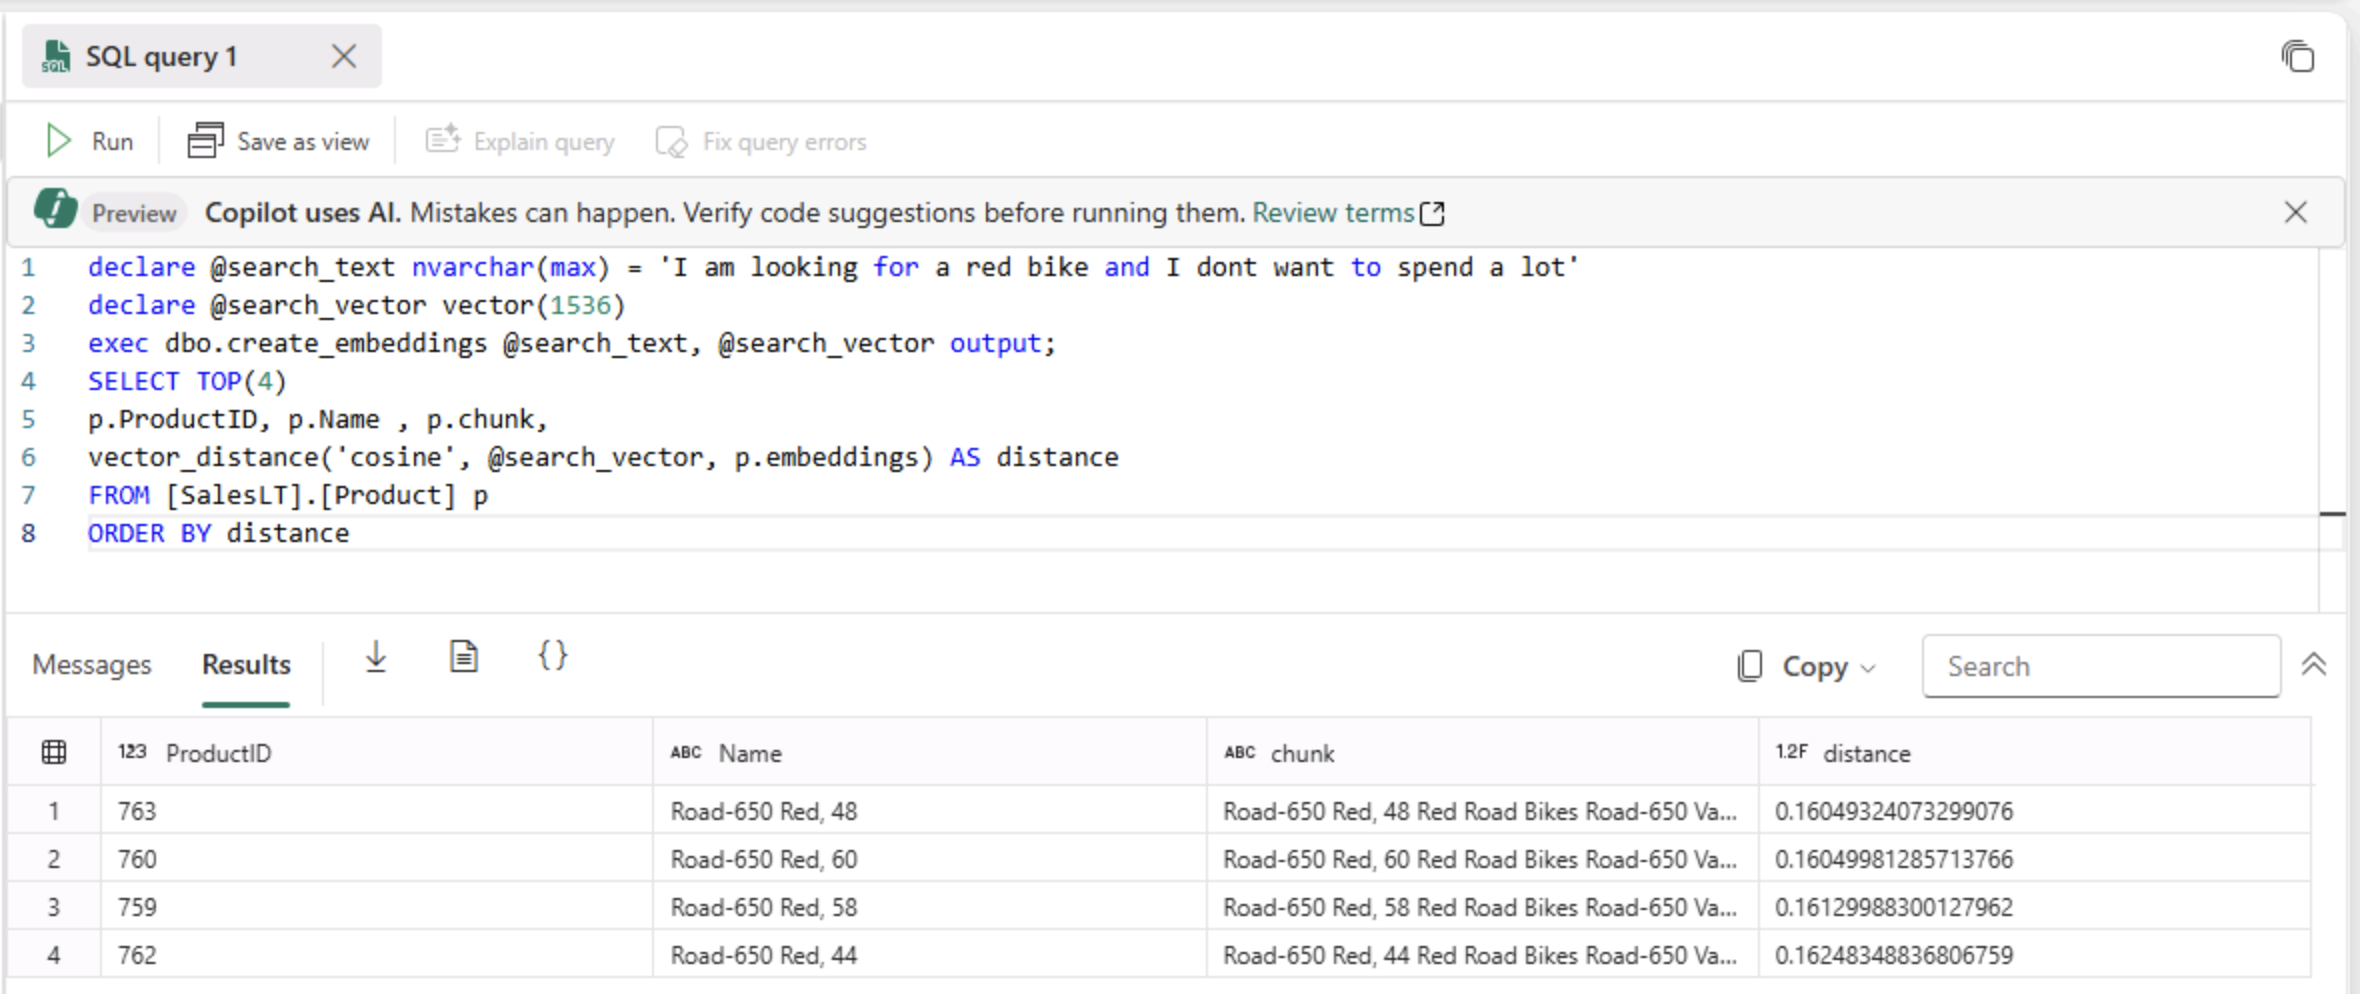 SQL query 1
Run Save as view Explain query Fix query errors
Preview Copilot uses AI. Mistakes can happen. Verify code suggestions before running them. Review terms
1 declare @search_text nvarchar(max) = 'I am looking for a red bike and I dont want to spend a lot'
2 declare @search_vector vector(1536)
3 exec dbo.create_embeddings @search_text, @search_vector output;
4 SELECT TOP(4)
5 p.ProductID, p.Name , p.chunk,
6 vector_distance('cosine', @search_vector, p.embeddings) AS distance
7 FROM [SalesLT].[Product] p
8 ORDER BY distance
Messages Results {} Copy Search
123 ProductID ABC Name ABC chunk 1.2F distance
1 763 Road-650 Red, 48 Road-650 Red, 48 Red Road Bikes Road-650 Va... 0.16049324073299076
2 760 Road-650 Red, 60 Road-650 Red, 60 Red Road Bikes Road-650 Va... 0.16049981285713766
3 759 Road-650 Red, 58 Road-650 Red, 58 Red Road Bikes Road-650 Va... 0.16129988300127962
4 762 Road-650 Red, 44 Road-650 Red, 44 Red Road Bikes Road-650 Va... 0.16248348836806759